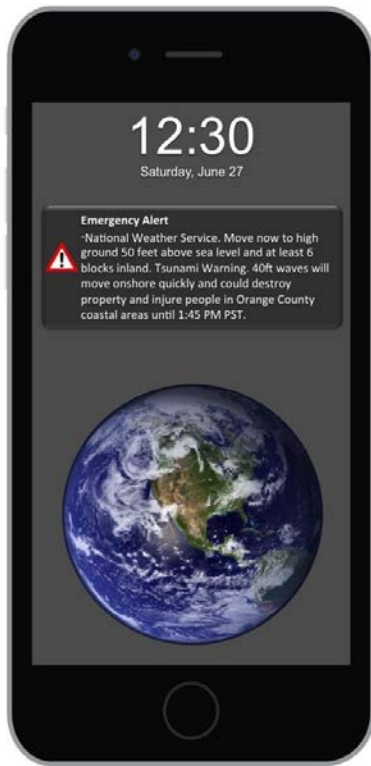 12:30
Saturday, June 27
Emergency Alert
-National Weather Service. Move now to high
ground 50 feet above sea level and at least 6
blocks inland. Tsunami Warning. 40ft waves will
move onshore quickly and could destroy
property and injure people in Orange County
coastal areas until 1:45 PM PST.